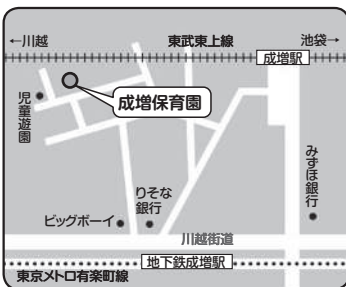 ←川越
東武東上線
池袋→
成増駅
成増保育園
児童遊園
みずほ銀行
りそな
銀行
ビッグボーイ
川越街道
地下鉄成増駅
東京メトロ有楽町線